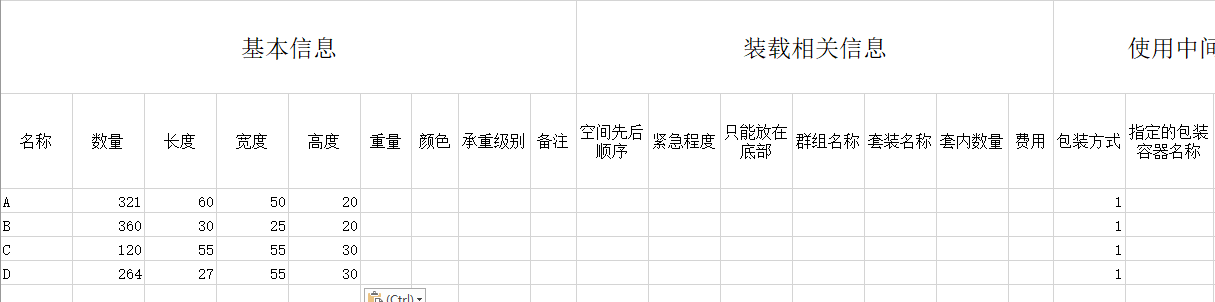 基本信息 装载相关信息 使用中间
名称 数量 长度 宽度 高度 重量 颜色 承重级别 备注 空间先后顺序 紧急程度 只能放在底部 群组名称 套装名称 套内数量 费用 包装方式 指定的包装容器名称
A 321 60 50 20 1
B 360 30 25 20 1
C 120 55 55 30 1
D 264 27 55 30 1
(Ctrl)